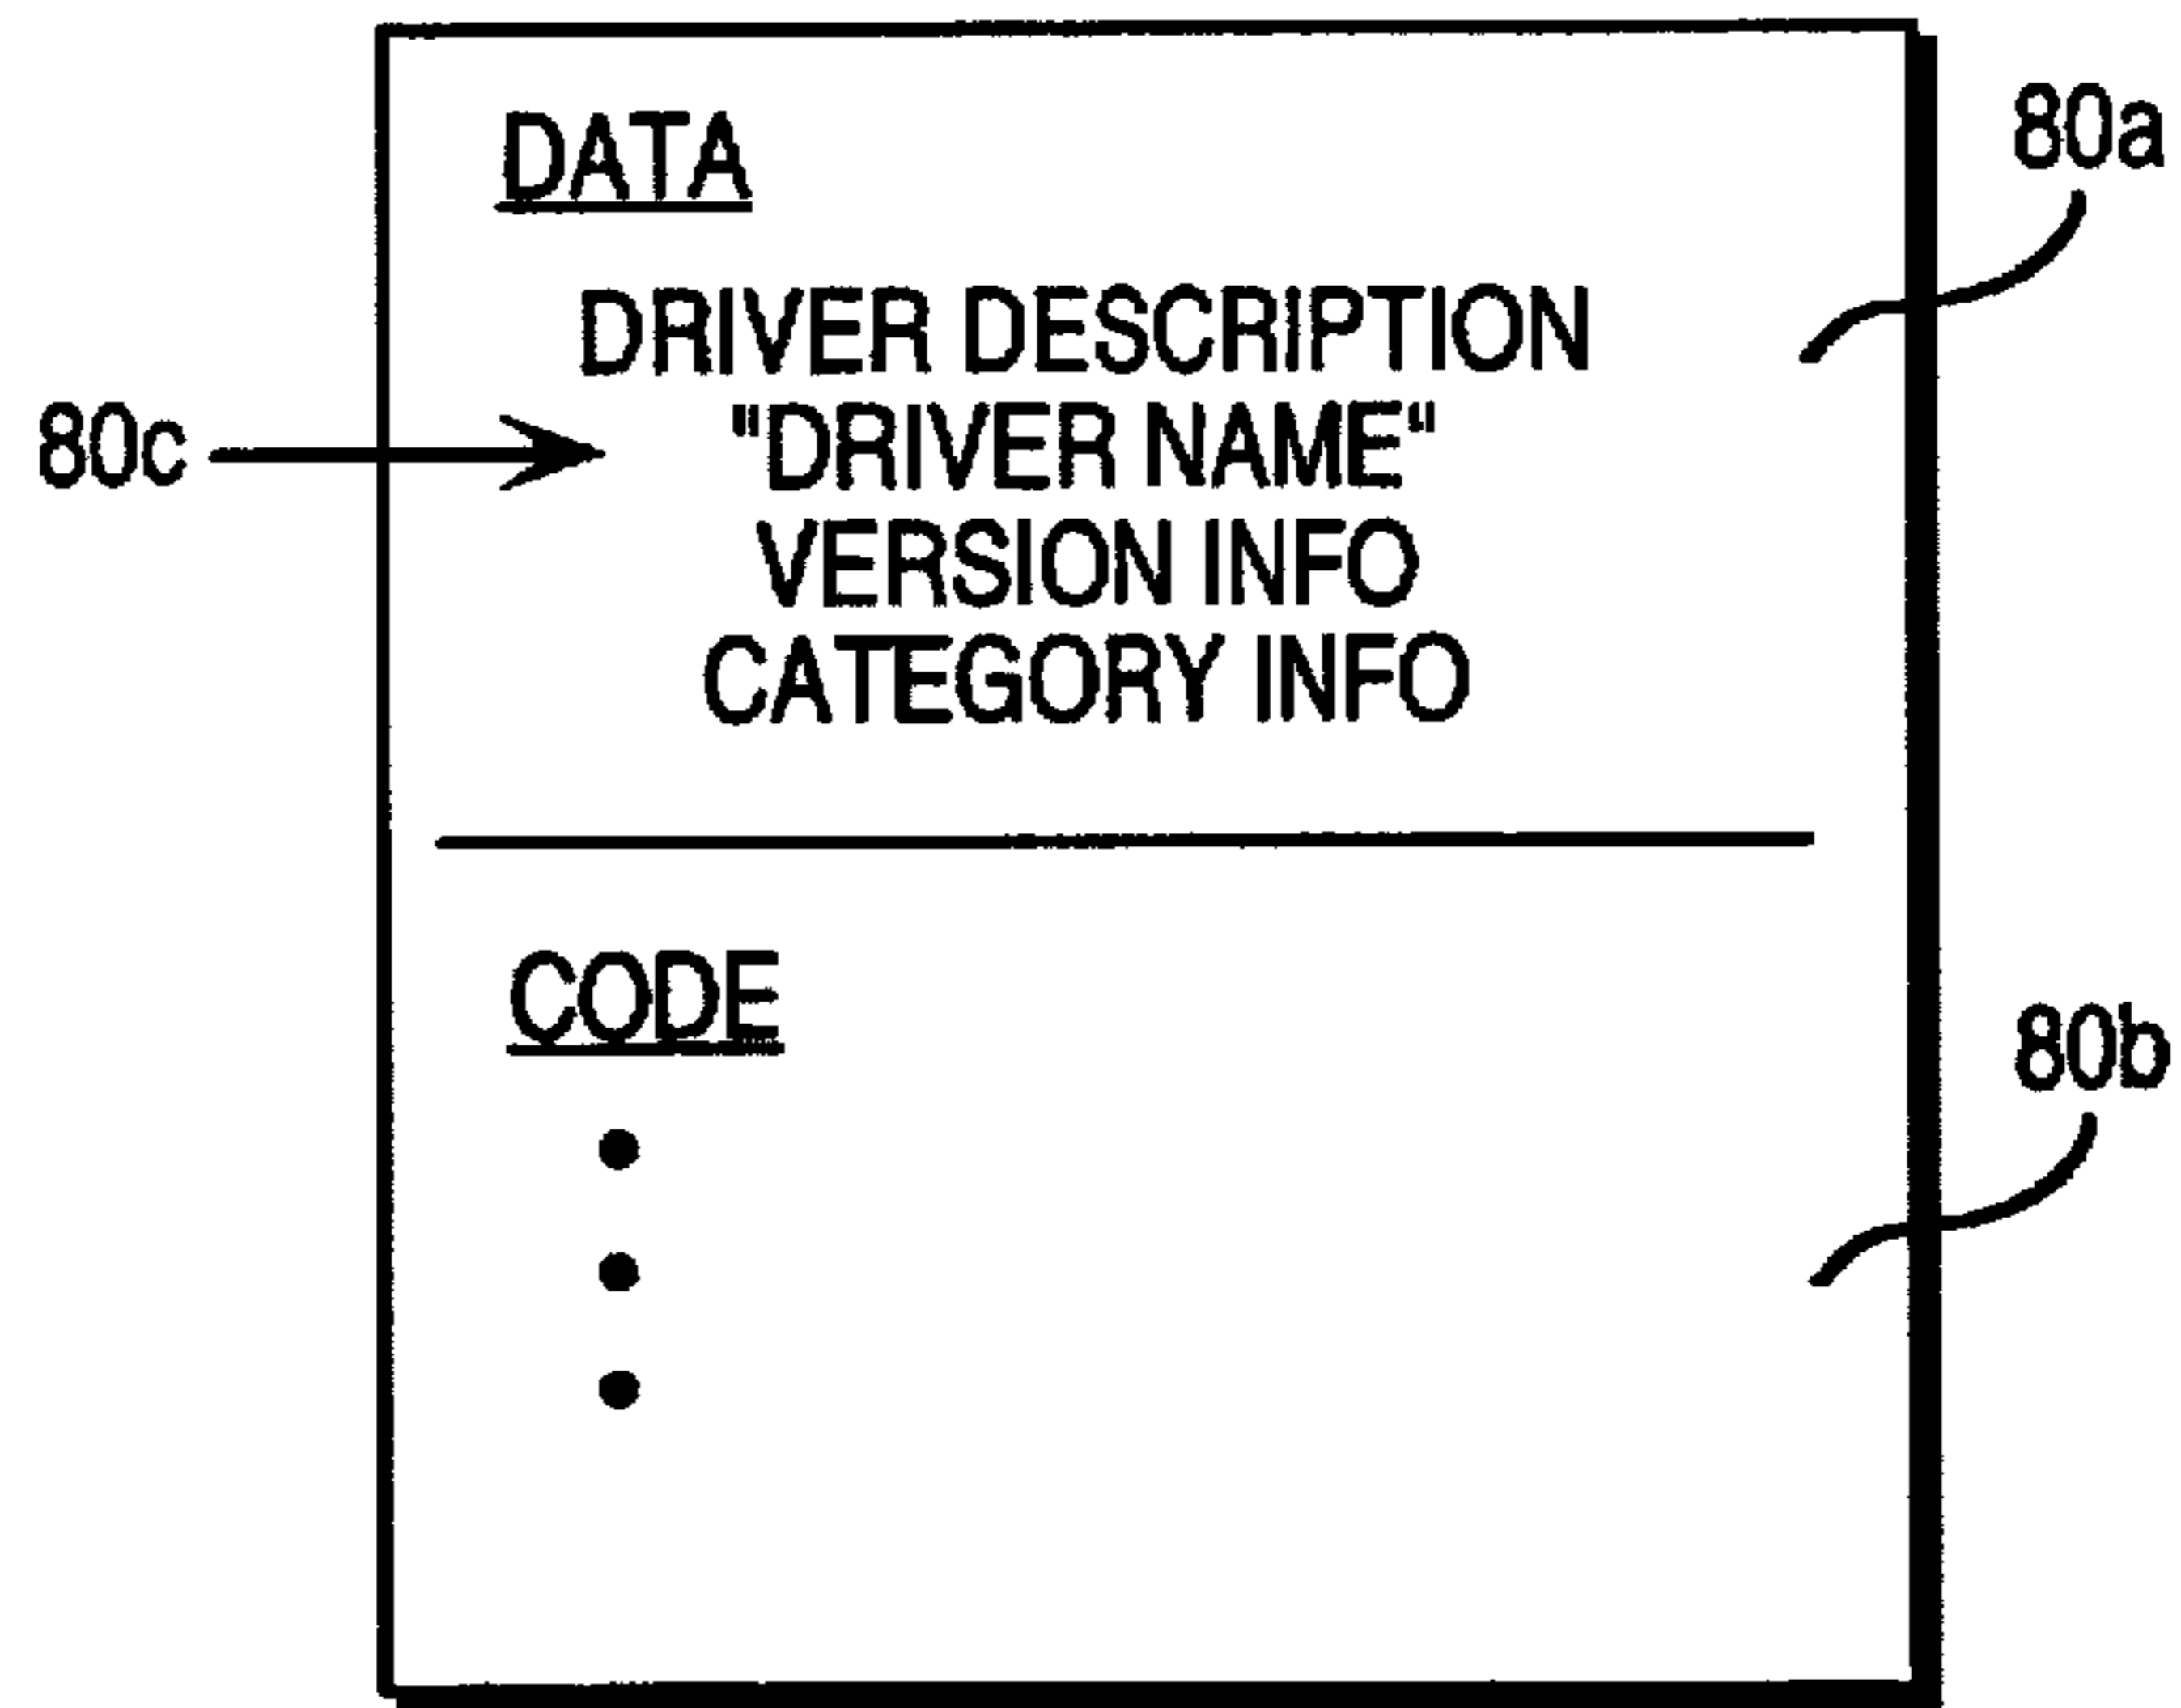 DATA
80a
DRIVER DESCRIPTION
80c
"DRIVER NAME"
VERSION INFO
CATEGORY INFO
CODE
80b